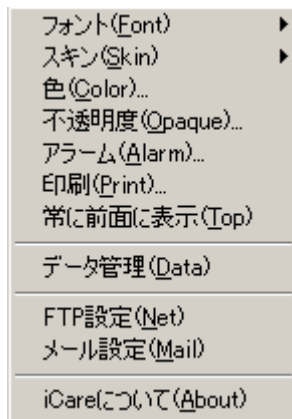 フォント(Font)
スキン(Skin)
色(Color)...
不透明度(Opaque)...
アラーム(Alarm)...
印刷(Print)...
常に前面に表示(Top)
データ管理(Data)
FTP設定(Net)
メール設定(Mail)
iCareについて(About)